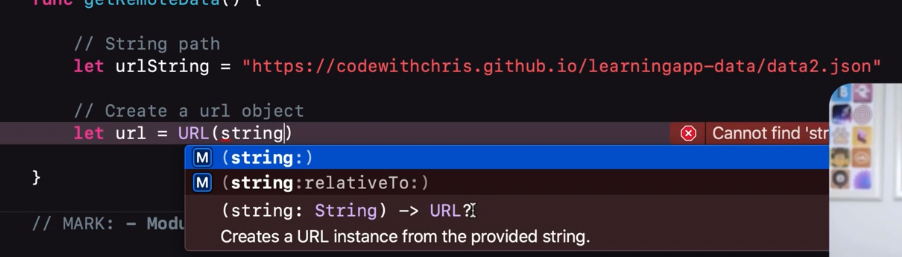 func getRemoteData() {
// String path
let urlString = "https://codewithchris.github.io/learningapp-data/data2.json"
// Create a url object
let url = URL(string)
Cannot find 'str
M (string:)
M (string:relativeTo:)
(string: String) -> URL?
Creates a URL instance from the provided string.
}
// MARK: - Modu